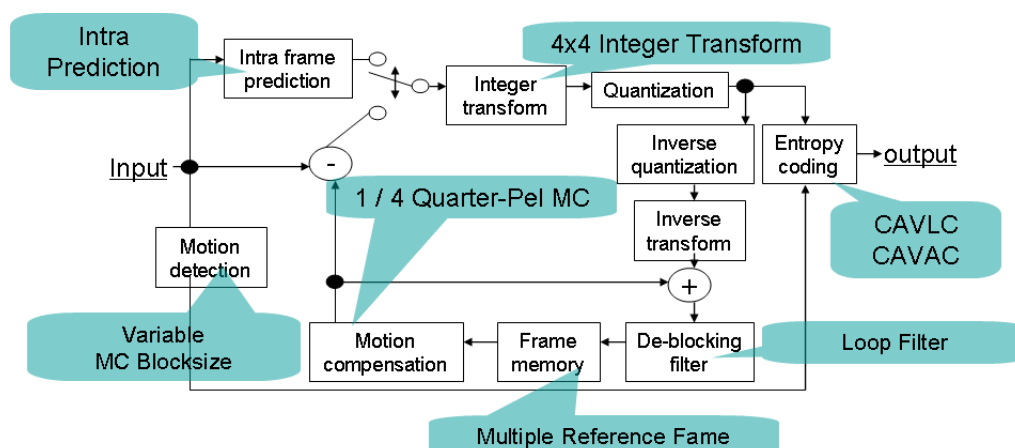 Intra
Prediction
Intra frame
prediction
4x4 Integer Transform
Integer
transform
Quantization
Input
-
Inverse
quantization
Entropy
coding
output
1 / 4 Quarter-Pel MC
CAVLC
CAVAC
Motion
detection
Inverse
transform
+
Variable
MC Blocksize
Motion
compensation
Frame
memory
De-blocking
filter
Loop Filter
Multiple Reference Fame